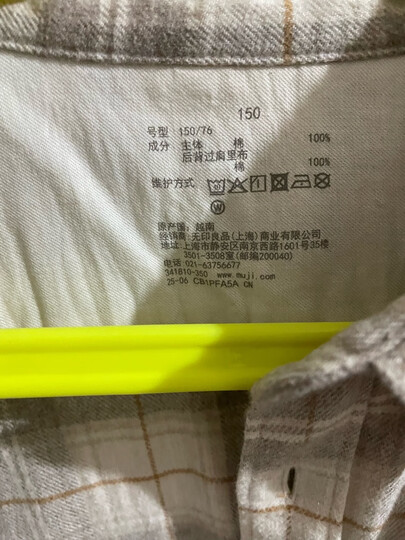 150
号型 150/76
成分 主体 棉 100%
后背过肩里布
棉 100%
维护方式
W
原产国: 越南
经销商: 无印良品(上海)商业有限公司
地址: 上海市静安区南京西路1601号35楼
3501-3508室(邮编200040)
电话: 021-63756677
341810-350 www.muji.com
25-06 CB1PFA5A CN